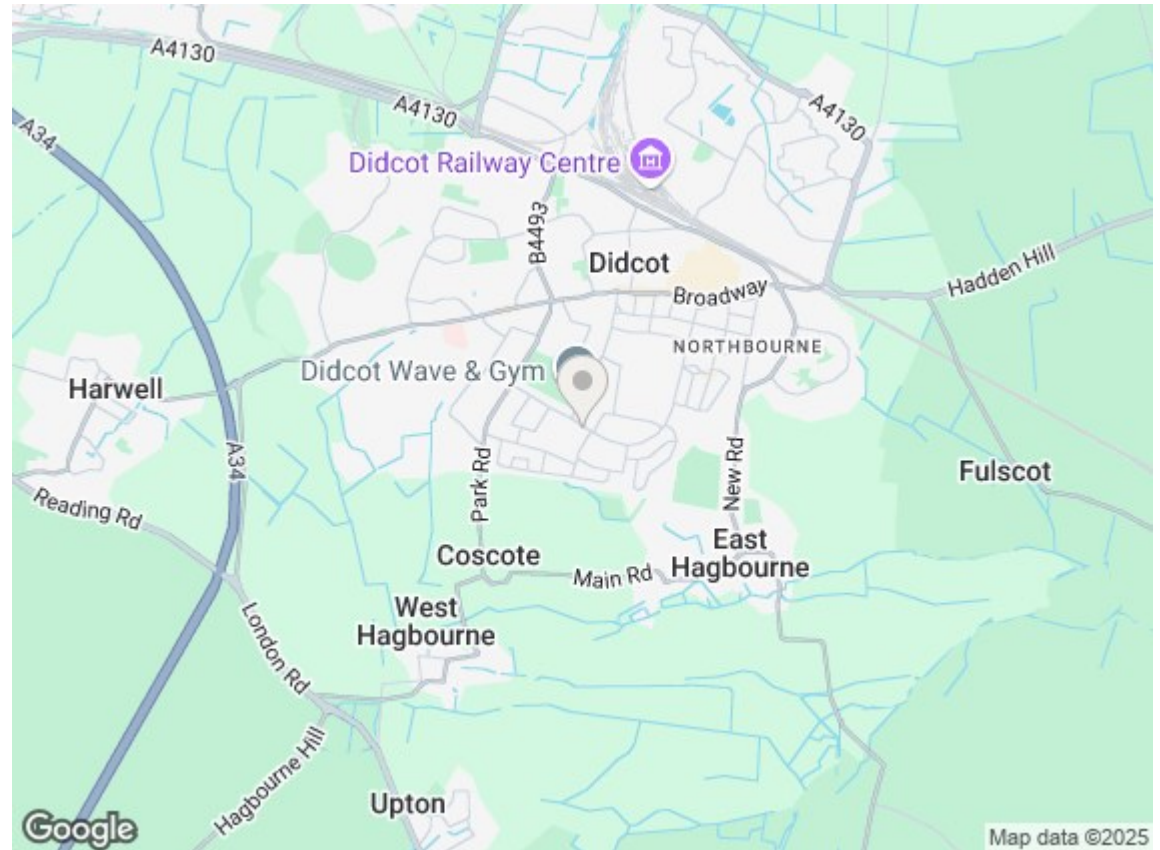 A4130
A34
A4130
A4130
Didcot Railway Centre
B4493
Didcot
Hadden Hill
Broadway
NORTHBOURNE
Didcot Wave & Gym
Harwell
A34
Park Rd
New Rd
Fulscot
Reading Rd
Coscote
Main Rd
East
Hagbourne
West
Hagbourne
London Rd
Hagbourne Hill
Upton
Google
Map data ©2025